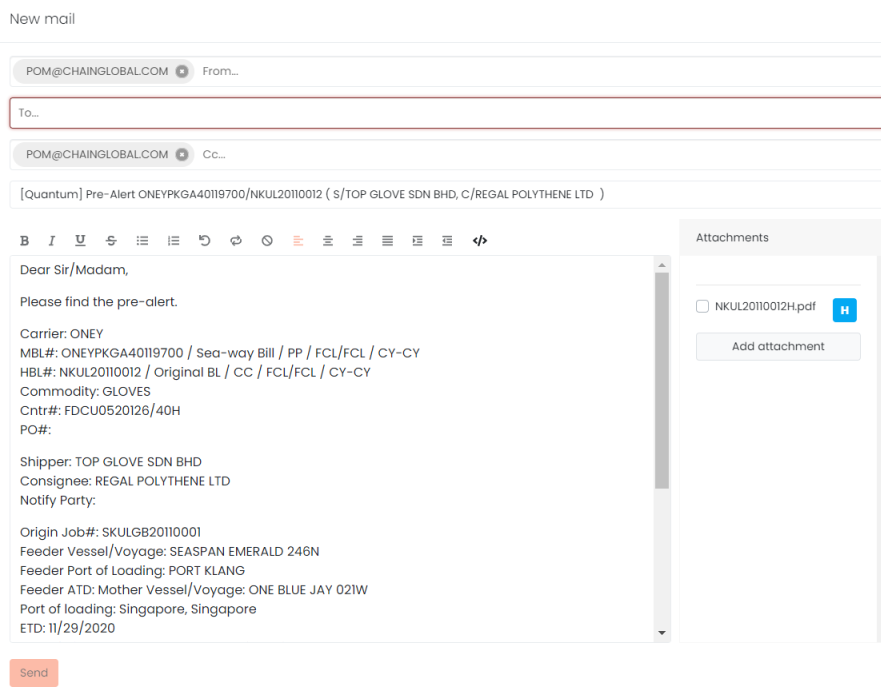 New mail
POM@CHAINGLOBAL.COM From...
To...
POM@CHAINGLOBAL.COM Cc...
[Quantum] Pre-Alert ONEYPKGA40119700/NKUL20110012 ( S/TOP GLOVE SDN BHD, C/REGAL POLYTHENE LTD )
B I U S </>
Dear Sir/Madam,
Please find the pre-alert.
Carrier: ONEY
MBL#: ONEYPKGA40119700 / Sea-way Bill / PP / FCL/FCL / CY-CY
HBL#: NKUL20110012 / Original BL / CC / FCL/FCL / CY-CY
Commodity: GLOVES
Cntr#: FDCU0520126/40H
PO#:
Shipper: TOP GLOVE SDN BHD
Consignee: REGAL POLYTHENE LTD
Notify Party:
Origin Job#: SKULGB20110001
Feeder Vessel/Voyage: SEASPAN EMERALD 246N
Feeder Port of Loading: PORT KLANG
Feeder ATD: Mother Vessel/Voyage: ONE BLUE JAY 021W
Port of loading: Singapore, Singapore
ETD: 11/29/2020
Attachments
NKUL20110012H.pdf H
Add attachment
Send